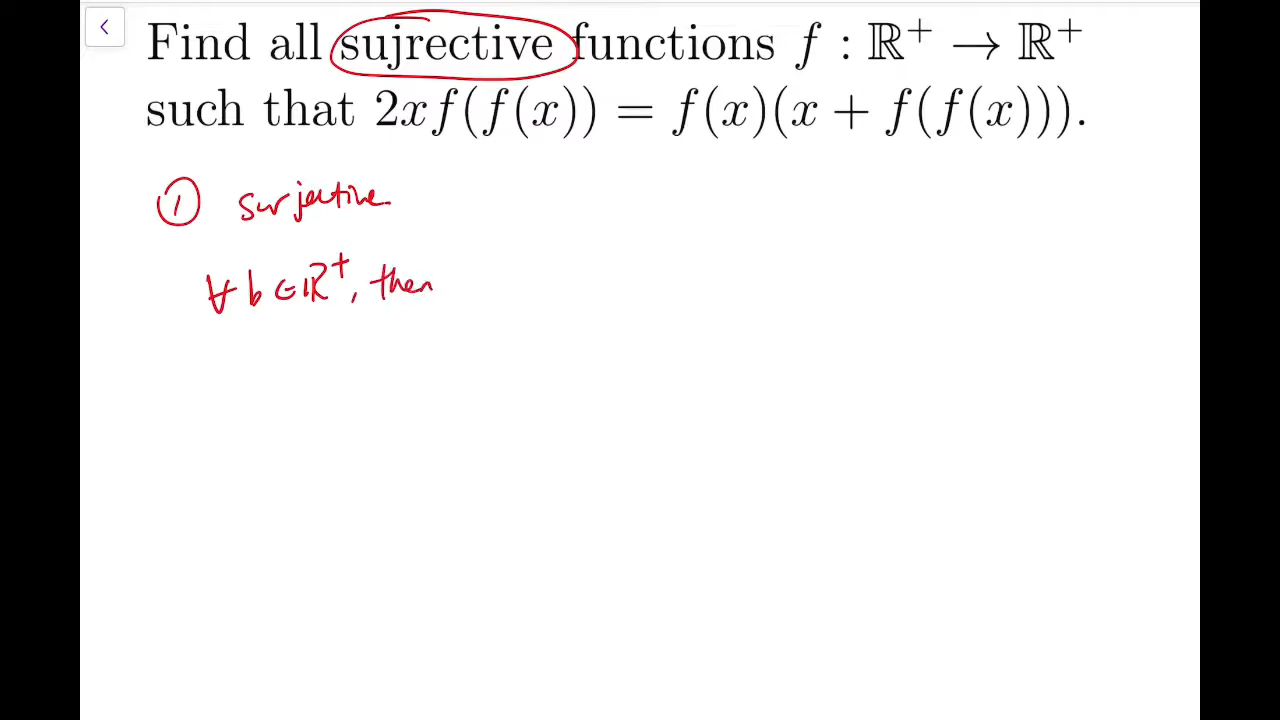 Find all sujrective functions f : ℝ⁺ → ℝ⁺
such that 2xf(f(x)) = f(x)(x + f(f(x))).
① surjective
∀ b ∈ ℝ⁺, then